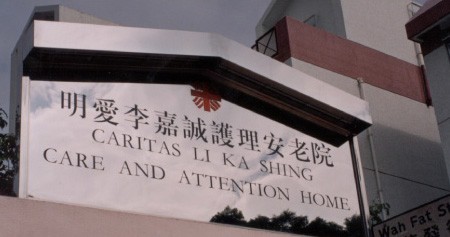 明愛李嘉誠護理安老院
CARITAS LI KA SHING
CARE AND ATTENTION HOME
Wah Fat